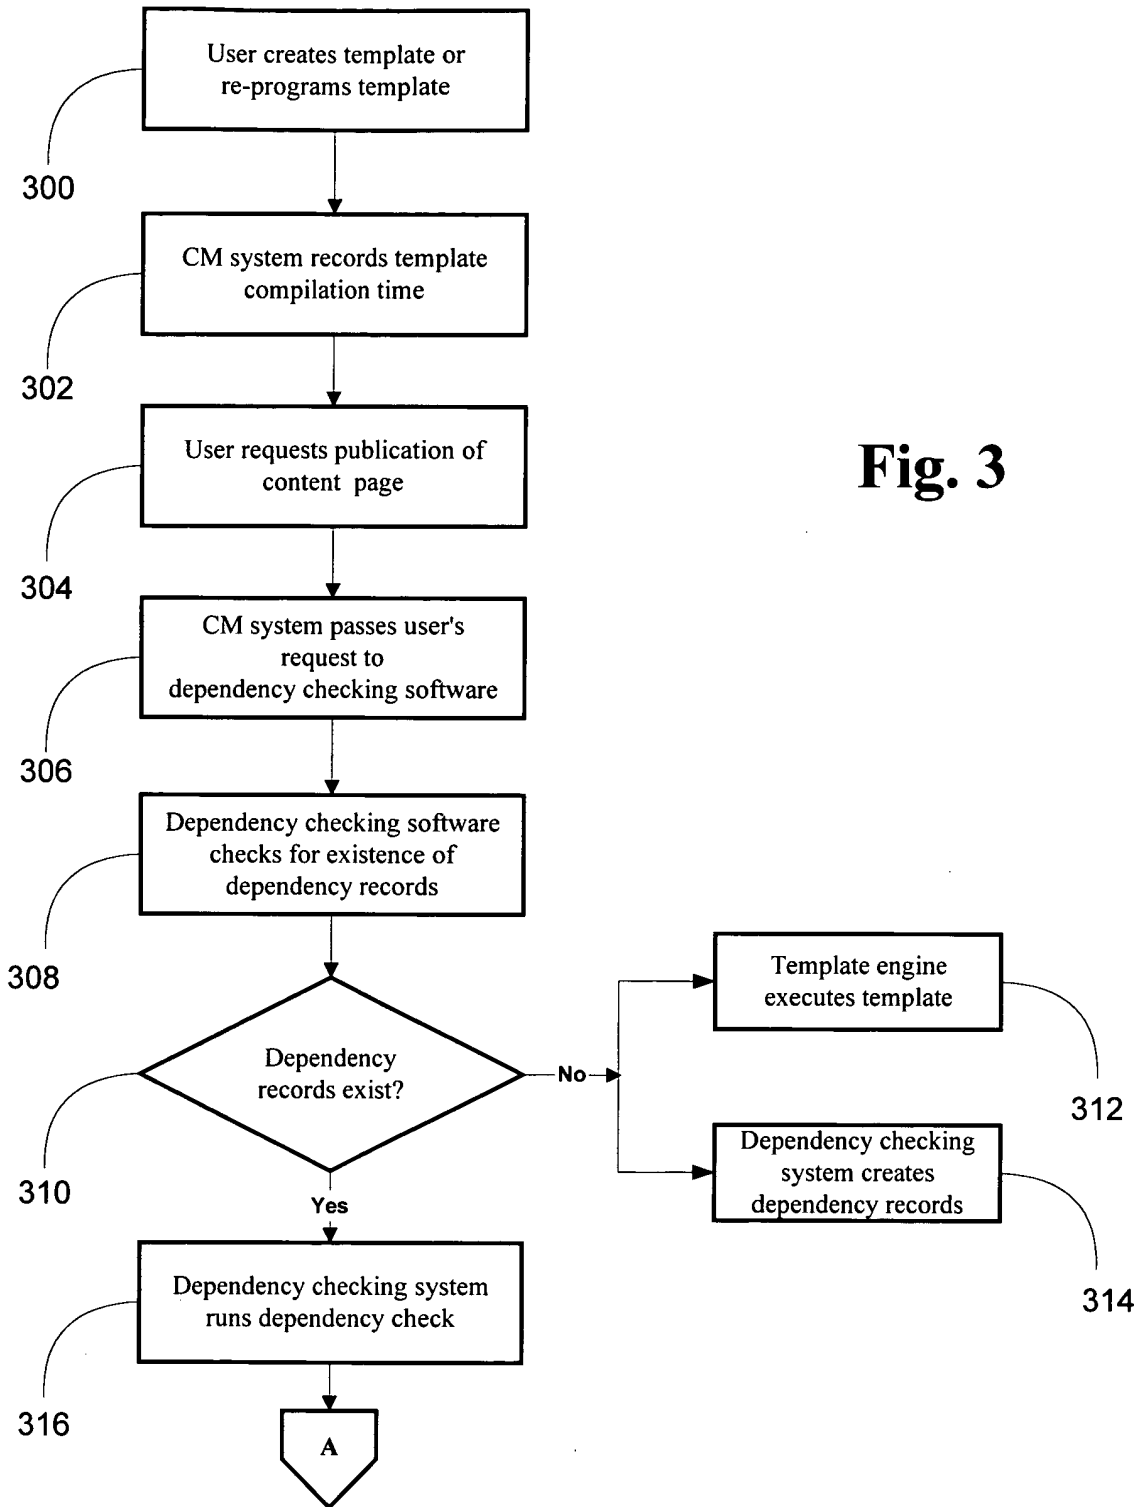 User creates template or
re-programs template
300
CM system records template
compilation time
302
User requests publication of
content page
Fig. 3
304
CM system passes user's
request to
dependency checking software
306
Dependency checking software
checks for existence of
dependency records
308
Template engine
executes template
312
Dependency
records exist?
No
310
Dependency checking
system creates
dependency records
314
Yes
Dependency checking system
runs dependency check
316
A